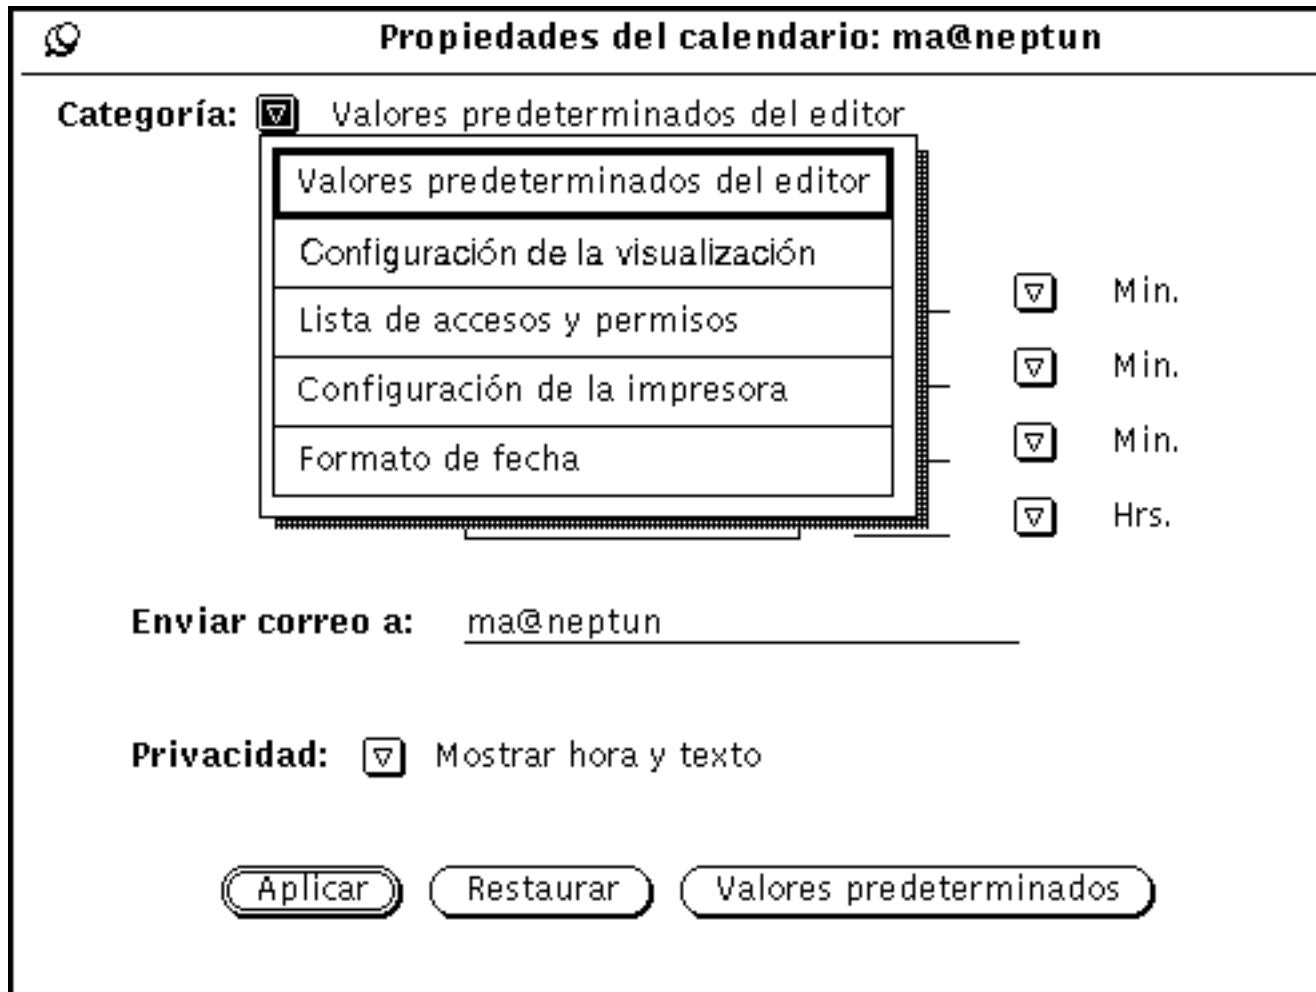 Propiedades del calendario: ma@neptun
Categoría: Valores predeterminados del editor
Valores predeterminados del editor
Configuración de la visualización
Lista de accesos y permisos
Configuración de la impresora
Formato de fecha
Min.
Min.
Min.
Hrs.
Enviar correo a: ma@neptun
Privacidad: Mostrar hora y texto
Aplicar Restaurar Valores predeterminados